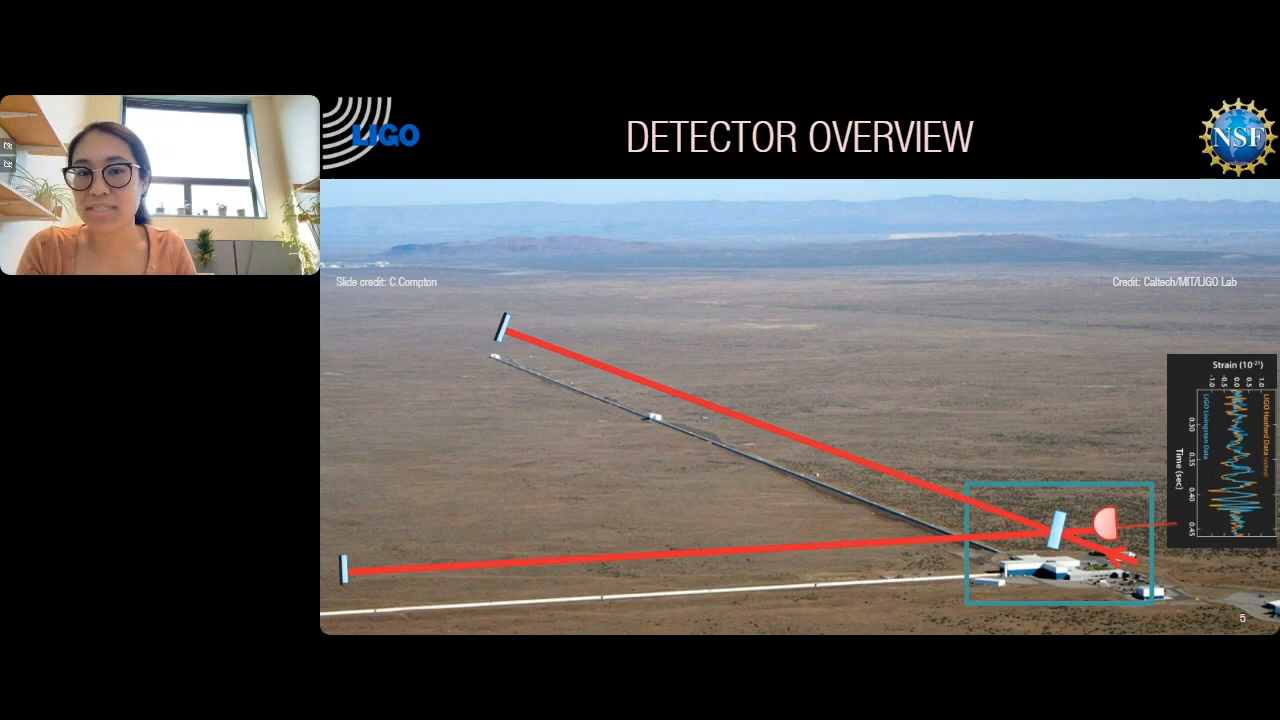 LIGO
DETECTOR OVERVIEW
NSF
Slide credit: C.Compton
Credit: Caltech/MIT/LIGO Lab
Strain (10⁻²¹)
-1.0 -0.5 0.0 0.5 1.0
LIGO Hanford Data
LIGO Livingston Data
0.30
0.35
0.40
0.45
Time (sec)
5